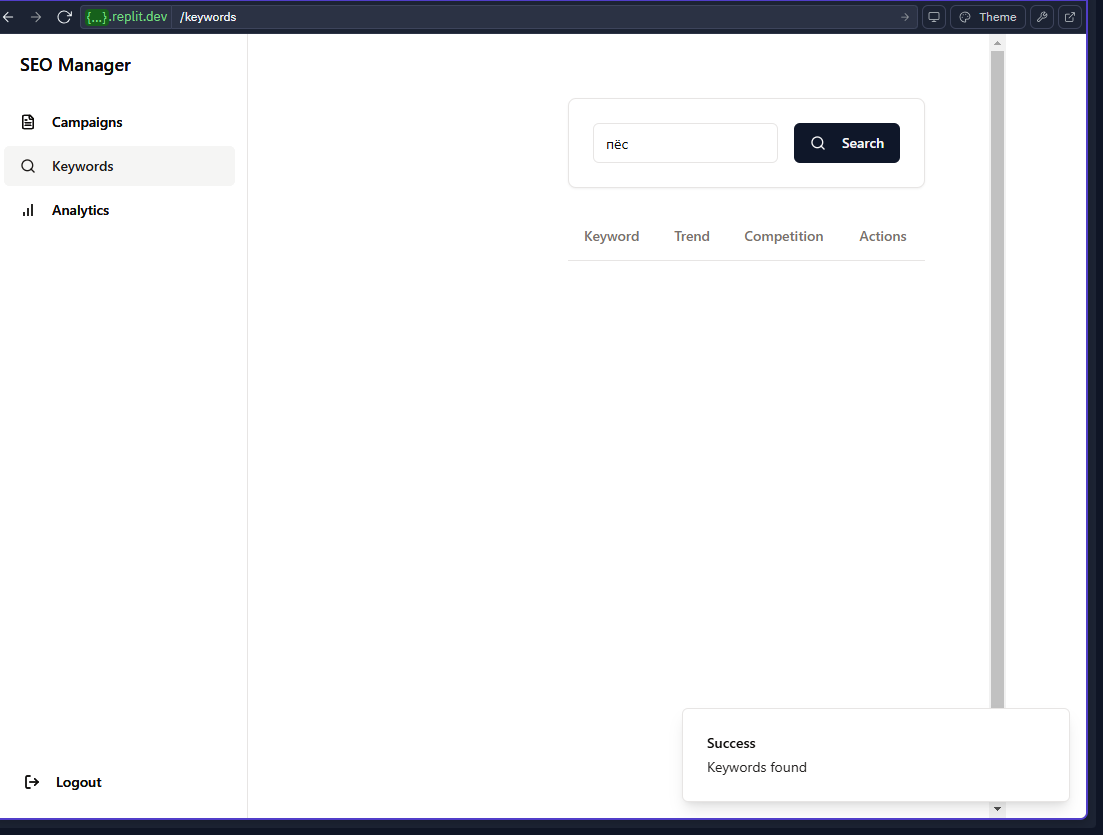 {...}.replit.dev /keywords Theme
SEO Manager
Campaigns
Keywords
Analytics
Logout
пёс Search
Keyword Trend Competition Actions
Success
Keywords found